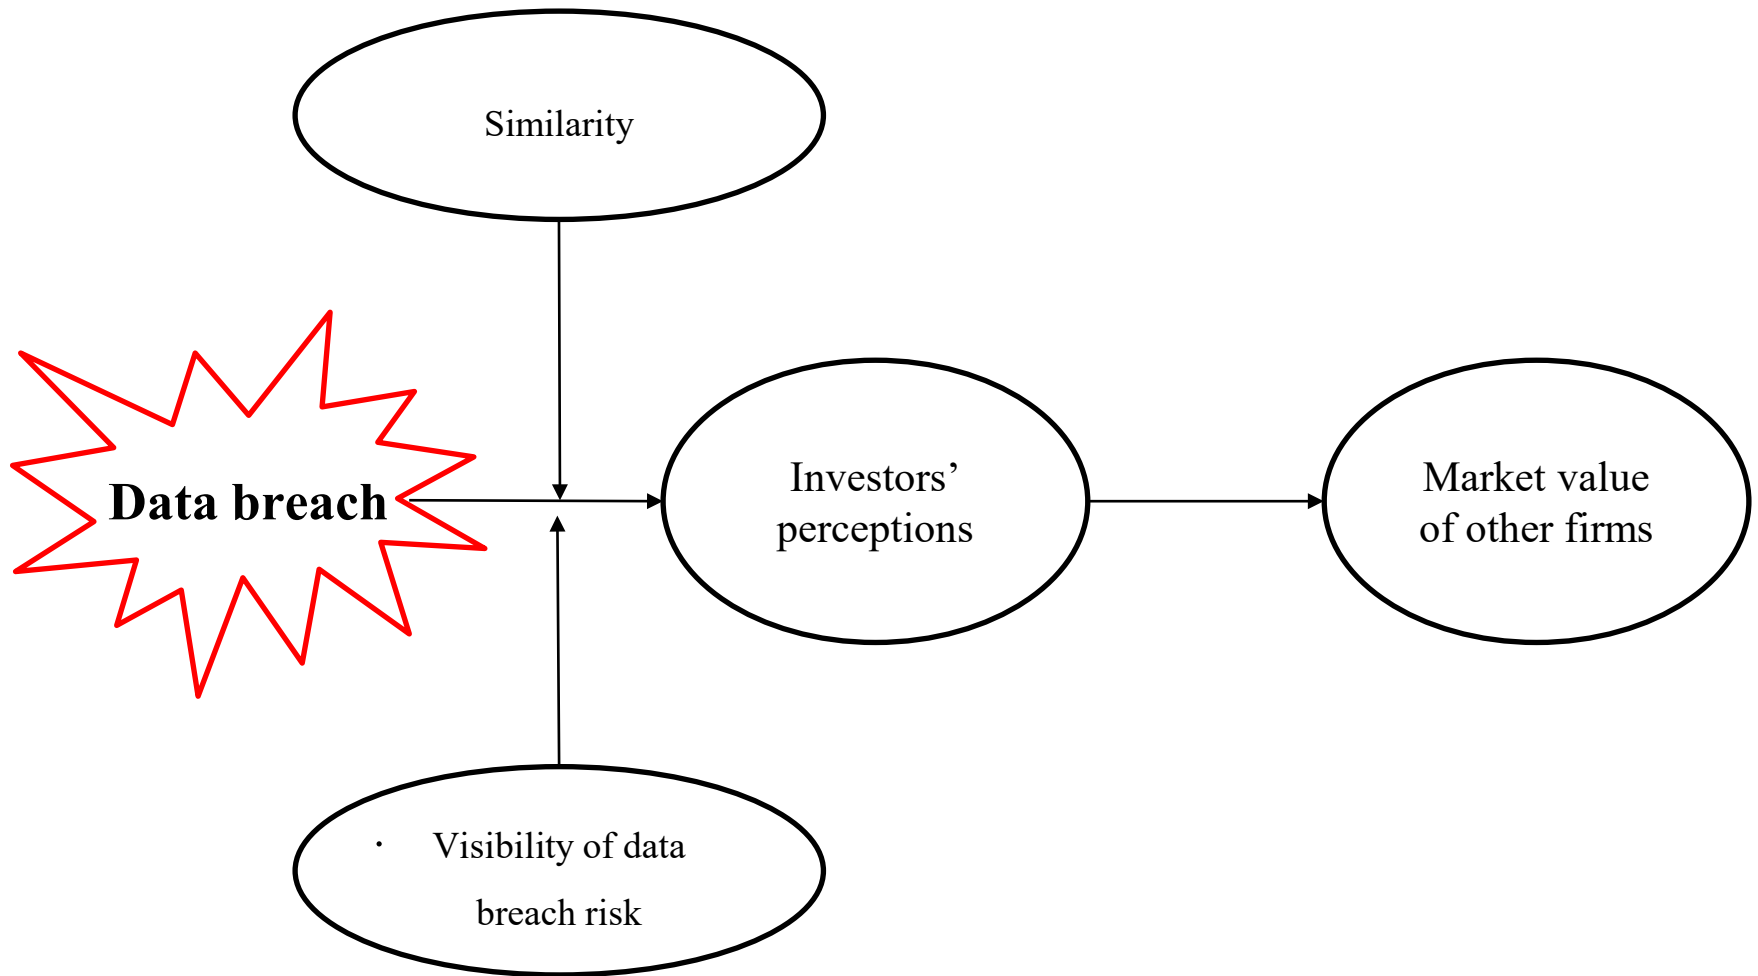 Similarity
Data breach
Investors’
perceptions
Market value
of other firms
· Visibility of data
breach risk